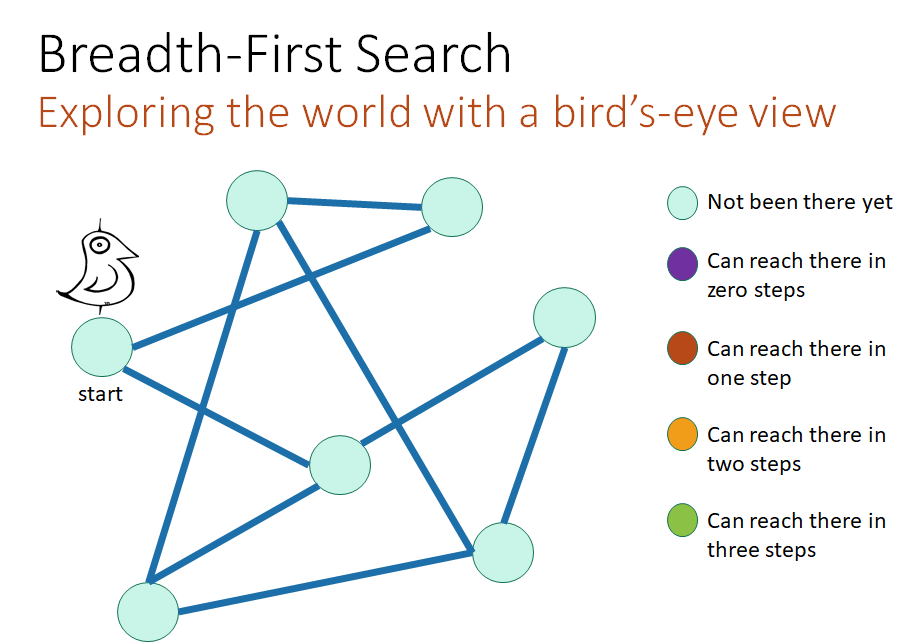 Breadth-First Search
Exploring the world with a bird’s-eye view
start
Not been there yet
Can reach there in
zero steps
Can reach there in
one step
Can reach there in
two steps
Can reach there in
three steps